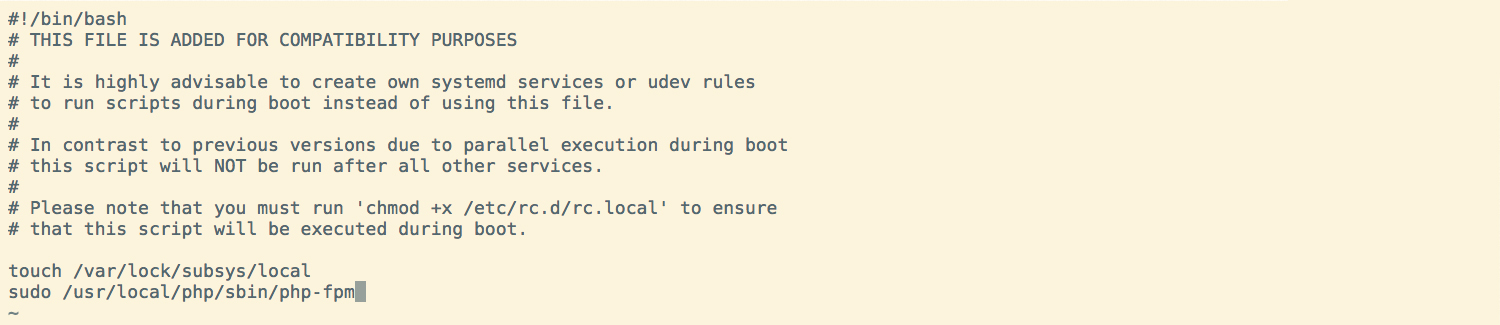 #!/bin/bash
# THIS FILE IS ADDED FOR COMPATIBILITY PURPOSES
#
# It is highly advisable to create own systemd services or udev rules
# to run scripts during boot instead of using this file.
#
# In contrast to previous versions due to parallel execution during boot
# this script will NOT be run after all other services.
#
# Please note that you must run 'chmod +x /etc/rc.d/rc.local' to ensure
# that this script will be executed during boot.

touch /var/lock/subsys/local
sudo /usr/local/php/sbin/php-fpm
~